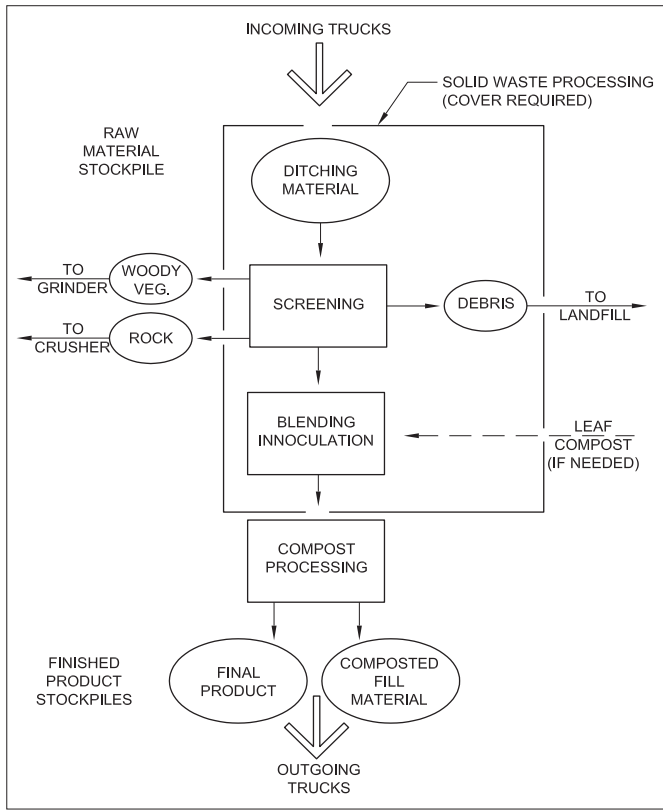 INCOMING TRUCKS
SOLID WASTE PROCESSING
(COVER REQUIRED)
RAW
MATERIAL
STOCKPILE
DITCHING
MATERIAL
TO
GRINDER
WOODY
VEG.
SCREENING
DEBRIS
TO
LANDFILL
TO
CRUSHER
ROCK
BLENDING
INNOCULATION
LEAF
COMPOST
(IF NEEDED)
COMPOST
PROCESSING
FINISHED
PRODUCT
STOCKPILES
FINAL
PRODUCT
COMPOSTED
FILL
MATERIAL
OUTGOING
TRUCKS